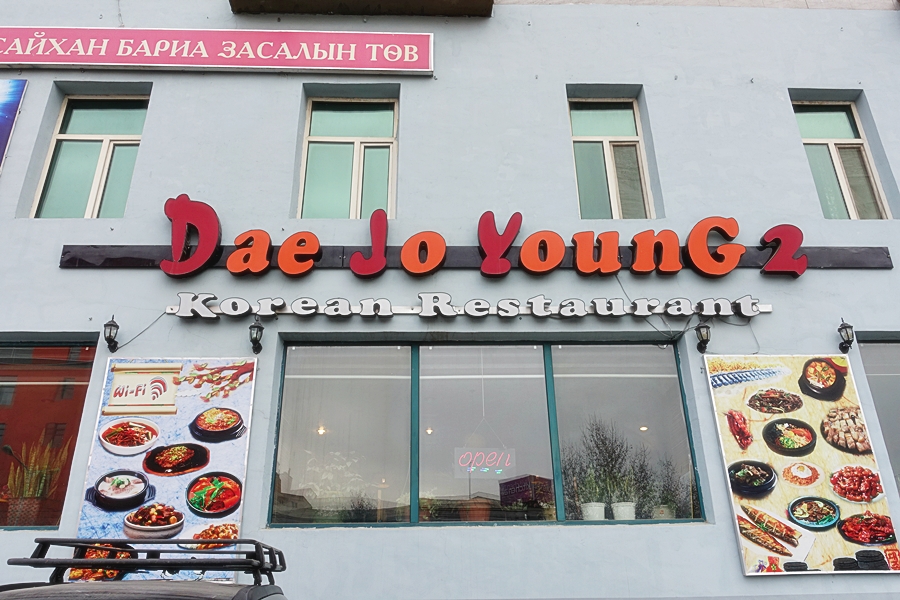 САЙХАН БАРИА ЗАСАЛЫН ТӨВ
Dae Jo YounG 2
Korean Restaurant
Wi-Fi
open